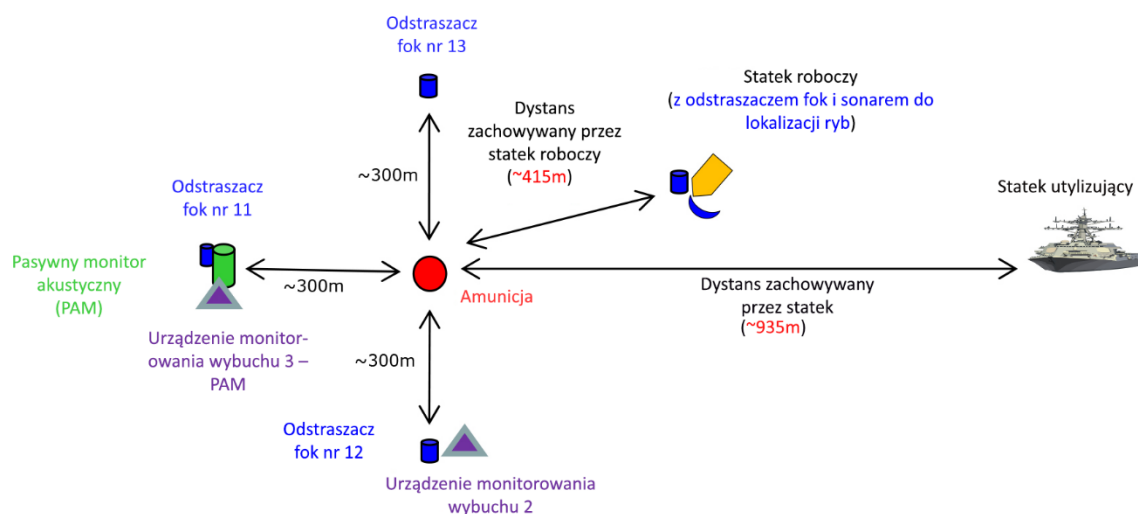 Odstraszacz
fok nr 13
Statek roboczy
(z odstraszaczem fok i sonarem do
lokalizacji ryb)
Dystans
zachowywany przez
statek roboczy
(~415m)
~300m
Odstraszacz
fok nr 11
Statek utylizujący
Pasywny monitor
akustyczny
(PAM)
~300m
Amunicja
Dystans zachowywany
przez statek
(~935m)
Urządzenie monitor-
owania wybuchu 3 –
PAM
~300m
Odstraszacz
fok nr 12
Urządzenie monitorowania
wybuchu 2